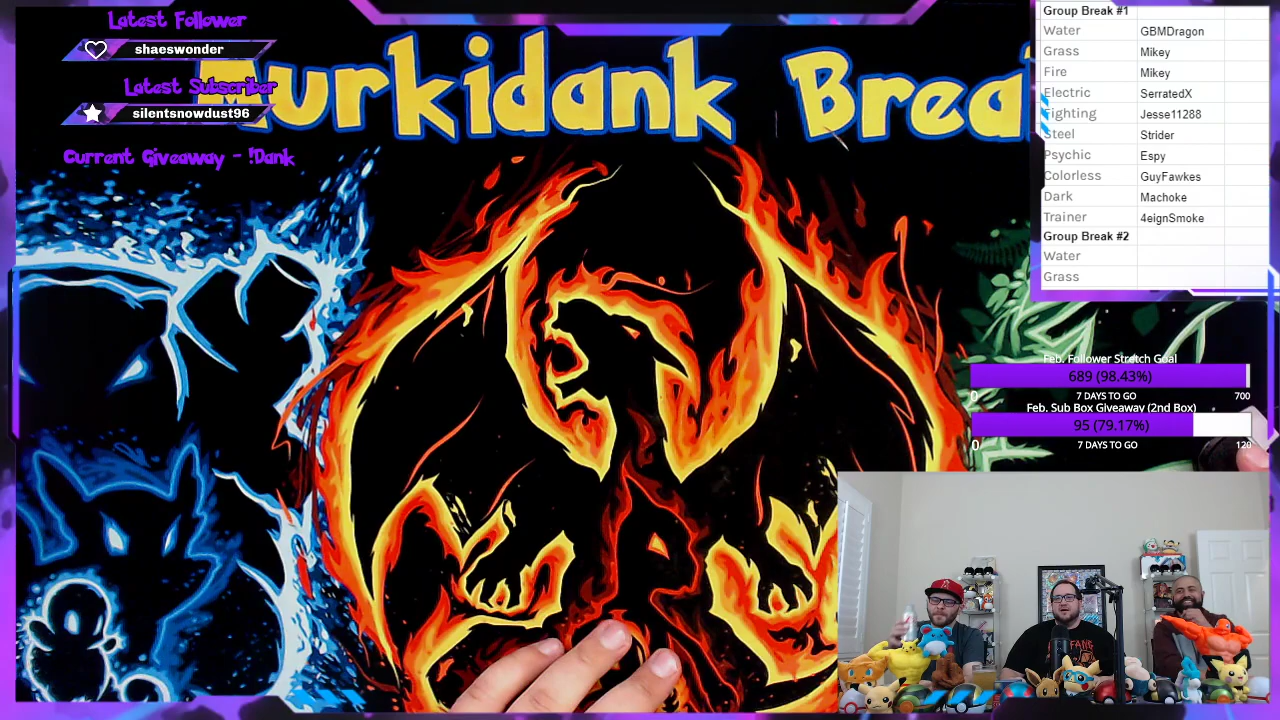 Latest Follower
shaeswonder
Latest Subscriber
silentsnowdust96
Current Giveaway - !Dank
urkidank Brea
Group Break #1
Water GBMDragon
Grass Mikey
Fire Mikey
Electric SerratedX
Fighting Jesse11288
Steel Strider
Psychic Espy
Colorless GuyFawkes
Dark Machoke
Trainer 4eignSmoke
Group Break #2
Water
Grass
Feb. Follower Stretch Goal
689 (98.43%)
0 7 DAYS TO GO 700
Feb. Sub Box Giveaway (2nd Box)
95 (79.17%)
0 7 DAYS TO GO 120